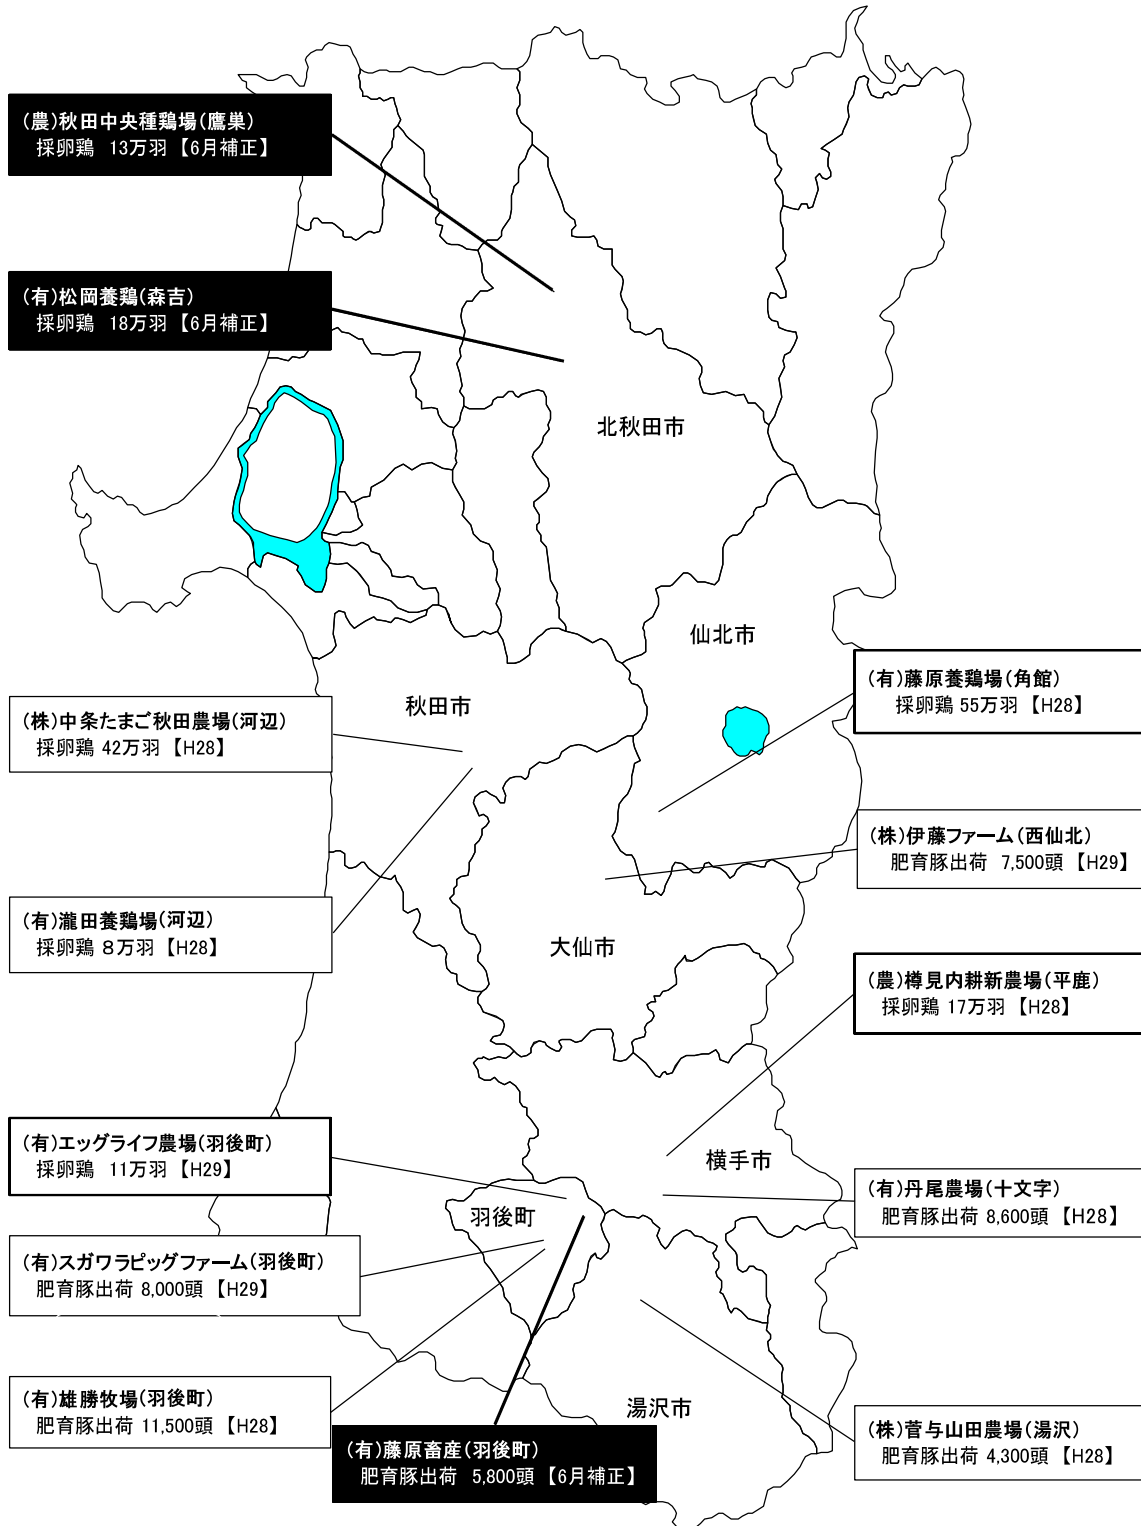 (農)秋田中央種鶏場(鷹巣)
採卵鶏 13万羽 【6月補正】
(有)松岡養鶏(森吉)
採卵鶏 18万羽 【6月補正】
北秋田市
仙北市
(有)藤原養鶏場(角館)
採卵鶏 55万羽 【H28】
秋田市
(株)中条たまご秋田農場(河辺)
採卵鶏 42万羽 【H28】
(株)伊藤ファーム(西仙北)
肥育豚出荷 7,500頭 【H29】
(有)瀧田養鶏場(河辺)
採卵鶏 8万羽 【H28】
大仙市
(農)樽見内耕新農場(平鹿)
採卵鶏 17万羽 【H28】
(有)エッグライフ農場(羽後町)
採卵鶏 11万羽 【H29】
横手市
(有)丹尾農場(十文字)
肥育豚出荷 8,600頭 【H28】
羽後町
(有)スガワラピッグファーム(羽後町)
肥育豚出荷 8,000頭 【H29】
(有)雄勝牧場(羽後町)
肥育豚出荷 11,500頭 【H28】
湯沢市
(株)菅与山田農場(湯沢)
肥育豚出荷 4,300頭 【H28】
(有)藤原畜産(羽後町)
肥育豚出荷 5,800頭 【6月補正】